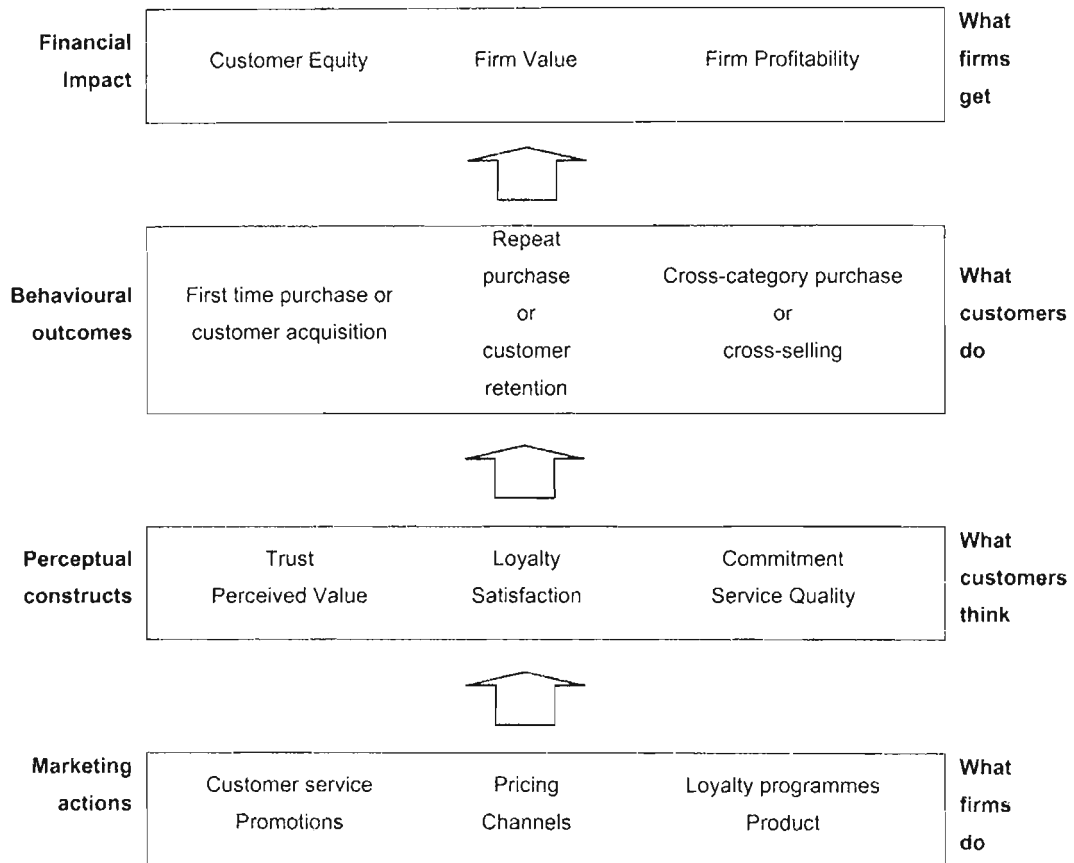 Financial
Impact
Customer Equity
Firm Value
Firm Profitability
What
firms
get
Behavioural
outcomes
First time purchase or
customer acquisition
Repeat
purchase
or
customer
retention
Cross-category purchase
or
cross-selling
What
customers
do
Perceptual
constructs
Trust
Perceived Value
Loyalty
Satisfaction
Commitment
Service Quality
What
customers
think
Marketing
actions
Customer service
Promotions
Pricing
Channels
Loyalty programmes
Product
What
firms
do